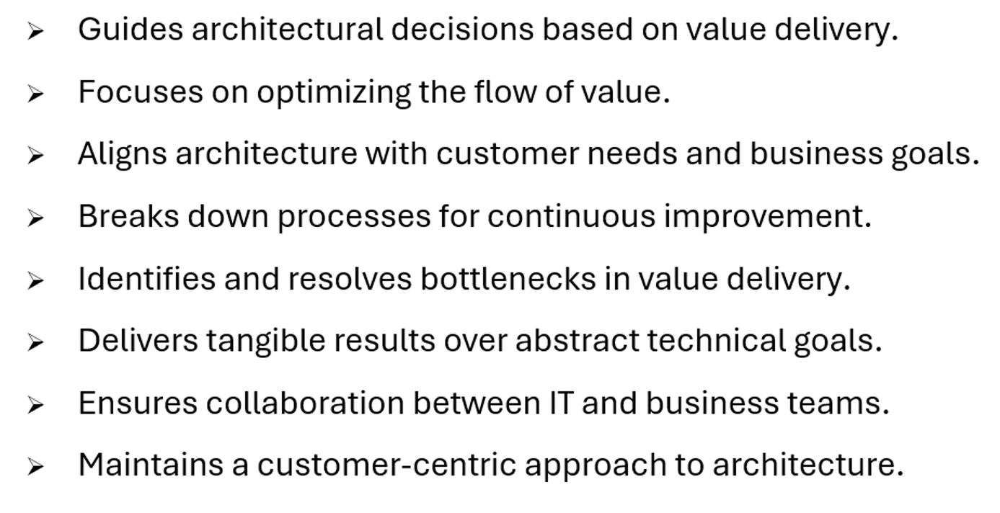 ➢ Guides architectural decisions based on value delivery.
➢ Focuses on optimizing the flow of value.
➢ Aligns architecture with customer needs and business goals.
➢ Breaks down processes for continuous improvement.
➢ Identifies and resolves bottlenecks in value delivery.
➢ Delivers tangible results over abstract technical goals.
➢ Ensures collaboration between IT and business teams.
➢ Maintains a customer-centric approach to architecture.